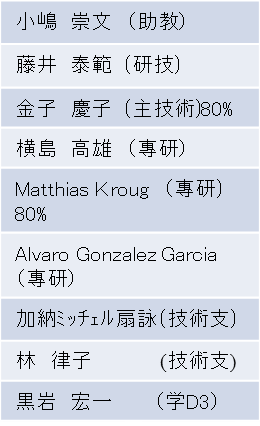 小嶋　崇文　（助教）
藤井　泰範　（研技）
金子　慶子　（主技術)80%
横島　高雄　（專研）
Matthias Kroug　（專研）
80%
Alvaro Gonzalez Garcia
（專研）
加納ﾐｯﾁｪﾙ扇詠（技術支）
林　律子　　　　（技術支）
黒岩　宏一　　（学D3）